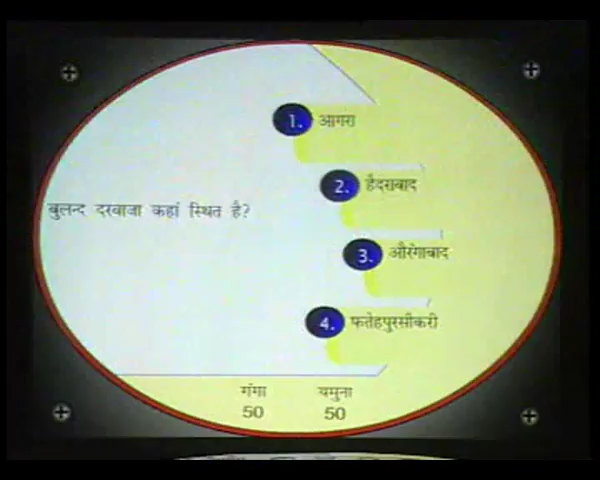 1. आगरा
2. हैदराबाद
बुलन्द दरवाजा कहां स्थित है?
3. औरंगाबाद
4. फतेहपुरसीकरी
गंगा यमुना
50 50